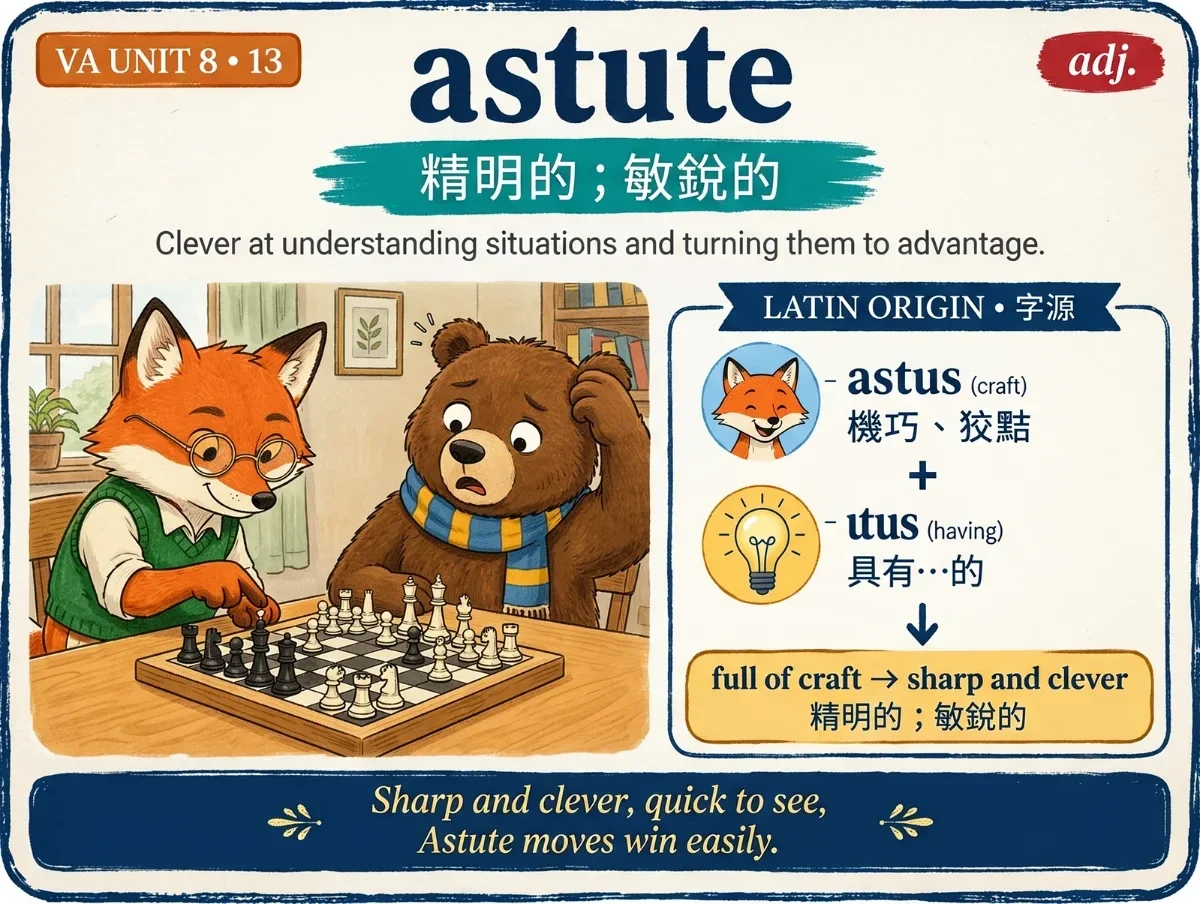 VA UNIT 8 • 13
astute
adj.
精明的；敏銳的
Clever at understanding situations and turning them to advantage.
LATIN ORIGIN • 字源
- astus (craft)
機巧、狡黠
+
- utus (having)
具有…的
↓
full of craft → sharp and clever
精明的；敏銳的
Sharp and clever, quick to see,
Astute moves win easily.